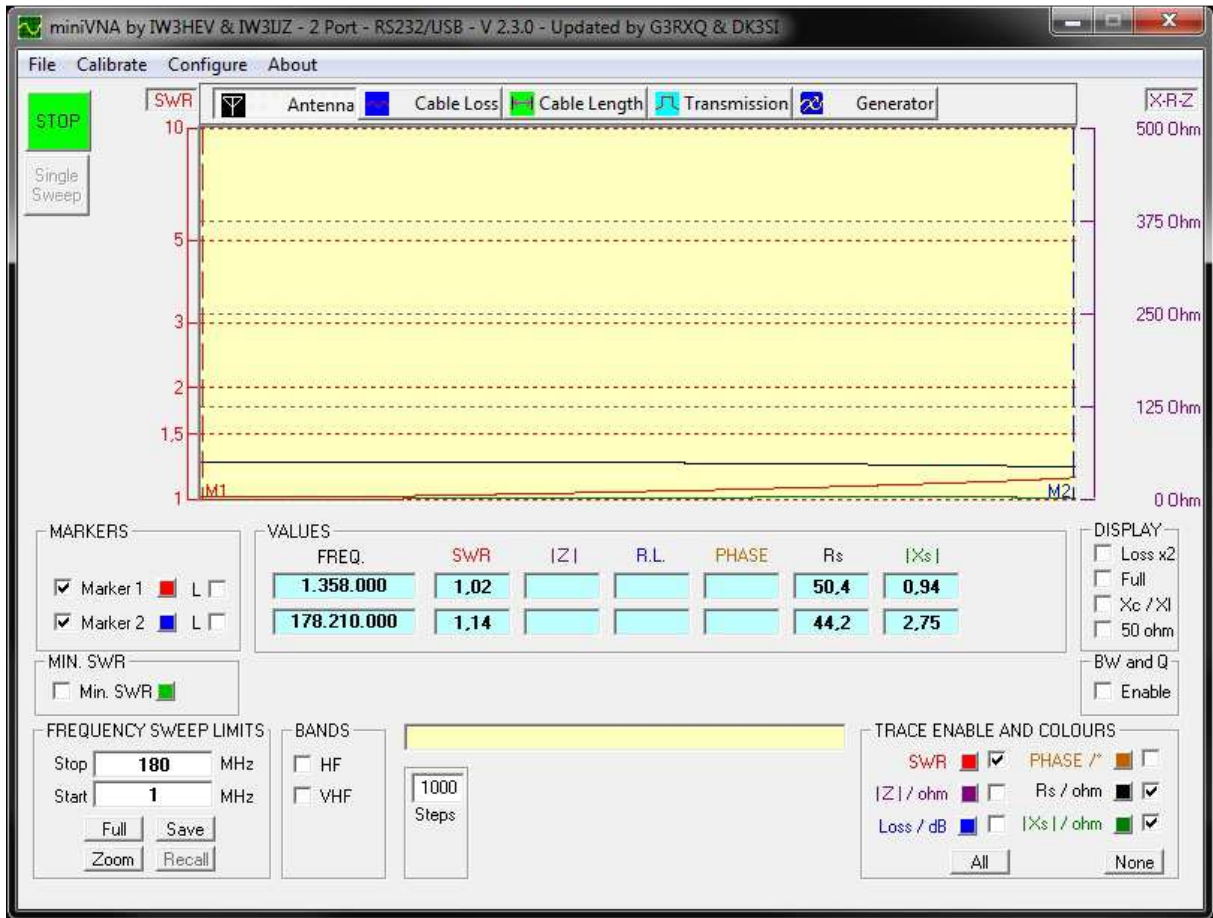 miniVNA by IW3HEV & IW3IJZ - 2 Port - RS232/USB - V 2.3.0 - Updated by G3RXQ & DK3SI
File Calibrate Configure About
STOP
Single
Sweep
SWR
Antenna Cable Loss Cable Length Transmission Generator
X-R-Z
10
5
3
2
1,5
1
500 Ohm
375 Ohm
250 Ohm
125 Ohm
0 Ohm
M1
M2
MARKERS
Marker 1 L
Marker 2 L
VALUES
FREQ. SWR |Z| R.L. PHASE Rs |Xs|
1.358.000 1,02 50,4 0,94
178.210.000 1,14 44,2 2,75
DISPLAY
Loss x2
Full
Xc / Xl
50 ohm
MIN. SWR
Min. SWR
BW and Q
Enable
FREQUENCY SWEEP LIMITS
Stop 180 MHz
Start 1 MHz
Full Save
Zoom Recall
BANDS
HF
VHF
1000
Steps
TRACE ENABLE AND COLOURS
SWR PHASE /°
|Z| / ohm Rs / ohm
Loss / dB |Xs| / ohm
All None